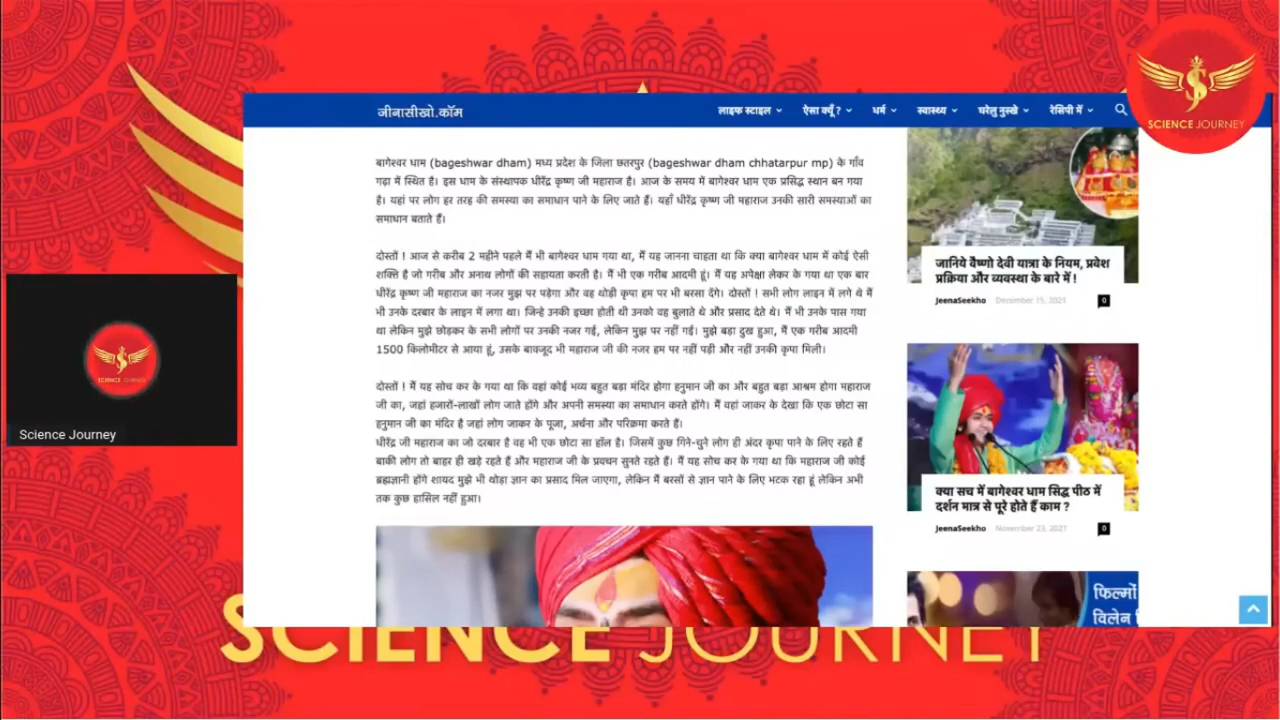 SCIENCE JOURNEY
जीनासीखो.कॉम
लाइफ स्टाइल
ऐसा क्यूँ ?
धर्म
स्वास्थ्य
घरेलु नुस्खे
रेसिपी में
बागेश्वर धाम (bageshwar dham) मध्य प्रदेश के जिला छतरपुर (bageshwar dham chhatarpur mp) के गाँव
गढ़ा में स्थित है। इस धाम के संस्थापक धीरेंद्र कृष्ण जी महाराज है। आज के समय में बागेश्वर धाम एक प्रसिद्ध स्थान बन गया
है। यहां पर लोग हर तरह की समस्या का समाधान पाने के लिए जाते हैं। यहाँ धीरेंद्र कृष्ण जी महाराज उनकी सारी समस्याओं का
समाधान बताते हैं।
दोस्तों ! आज से करीब 2 महीने पहले मैं भी बागेश्वर धाम गया था, मैं यह जानना चाहता था कि क्या बागेश्वर धाम में कोई ऐसी
शक्ति है जो गरीब और अनाथ लोगों की सहायता करती है। मैं भी एक गरीब आदमी हूं। मैं यह अपेक्षा लेकर के गया था एक बार
धीरेंद्र कृष्ण जी महाराज का नजर मुझ पर पड़ेगा और वह थोड़ी कृपा हम पर भी बरसा देंगे। दोस्तों ! सभी लोग लाइन में लगे थे मैं
भी उनके दरबार के लाइन में लगा था। जिन्हे उनकी इच्छा होती थी उनको वह बुलाते थे और प्रसाद देते थे। मैं भी उनके पास गया
था लेकिन मुझे छोड़कर के सभी लोगों पर उनकी नजर गई, लेकिन मुझ पर नहीं गई। मुझे बड़ा दुख हुआ, मैं एक गरीब आदमी
1500 किलोमीटर से आया हूं, उसके बावजूद भी महाराज जी की नजर हम पर नहीं पड़ी और नहीं उनकी कृपा मिली।
दोस्तों ! मैं यह सोच कर के गया था कि वहां कोई भव्य बहुत बड़ा मंदिर होगा हनुमान जी का और बहुत बड़ा आश्रम होगा महाराज
जी का, जहां हजारों-लाखों लोग जाते होंगे और अपनी समस्या का समाधान करते होंगे। मैं वहां जाकर के देखा कि एक छोटा सा
हनुमान जी का मंदिर है जहां लोग जाकर के पूजा, अर्चना और परिक्रमा करते हैं।
धीरेंद्र जी महाराज का जो दरबार है वह भी एक छोटा सा हॉल है। जिसमें कुछ गिने-चुने लोग ही अंदर कृपा पाने के लिए रहते हैं
बाकी लोग तो बाहर ही खड़े रहते हैं और महाराज जी के प्रवचन सुनते रहते हैं। मैं यह सोच कर के गया था कि महाराज जी कोई
ब्रह्मज्ञानी होंगे शायद मुझे भी थोड़ा ज्ञान का प्रसाद मिल जाएगा, लेकिन मैं बरसों से ज्ञान पाने के लिए भटक रहा हूं लेकिन अभी
तक कुछ हासिल नहीं हुआ।
जानिये वैष्णो देवी यात्रा के नियम, प्रवेश
प्रक्रिया और व्यवस्था के बारे में !
JeenaSeekho December 15, 2021 0
क्या सच में बागेश्वर धाम सिद्ध पीठ में
दर्शन मात्र से पूरे होते हैं काम ?
JeenaSeekho November 23, 2021 0
फिल्मों
विलेन
Science Journey
SCIENCE JOURNEY
SCIENCE JOURNEY